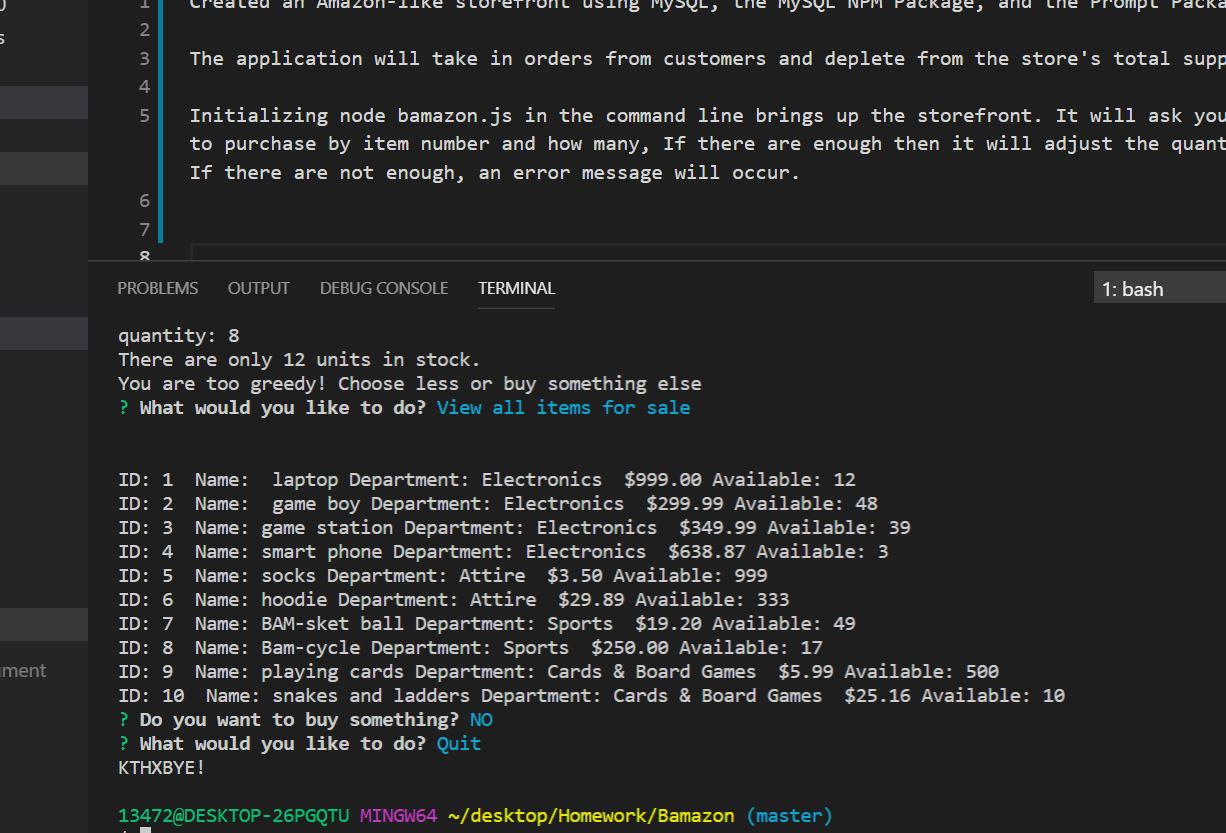 1 Created an Amazon-like storefront using MySQL, the MySQL NPM Package, and the Prompt
2
3 The application will take in orders from customers and deplete from the store's total
4
5 Initializing node bamazon.js in the command line brings up the storefront. It will ask you
to purchase by item number and how many, If there are enough then it will adjust the
If there are not enough, an error message will occur.
6
7
8
PROBLEMS OUTPUT DEBUG CONSOLE TERMINAL 1: bash
quantity: 8
There are only 12 units in stock.
You are too greedy! Choose less or buy something else
? What would you like to do? View all items for sale
ID: 1 Name: laptop Department: Electronics $999.00 Available: 12
ID: 2 Name: game boy Department: Electronics $299.99 Available: 48
ID: 3 Name: game station Department: Electronics $349.99 Available: 39
ID: 4 Name: smart phone Department: Electronics $638.87 Available: 3
ID: 5 Name: socks Department: Attire $3.50 Available: 999
ID: 6 Name: hoodie Department: Attire $29.89 Available: 333
ID: 7 Name: BAM-sket ball Department: Sports $19.20 Available: 49
ID: 8 Name: Bam-cycle Department: Sports $250.00 Available: 17
ID: 9 Name: playing cards Department: Cards & Board Games $5.99 Available: 500
ID: 10 Name: snakes and ladders Department: Cards & Board Games $25.16 Available: 10
? Do you want to buy something? NO
? What would you like to do? Quit
KTHXBYE!
13472@DESKTOP-26PGQTU MINGW64 ~/desktop/Homework/Bamazon (master)